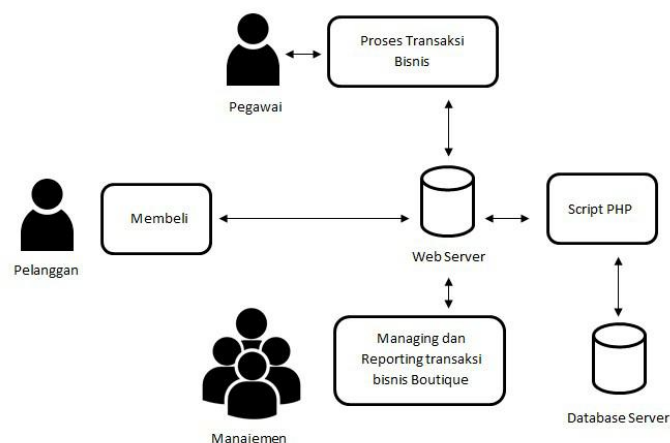 Proses Transaksi
Bisnis
Pegawai
Membeli
Pelanggan
Web Server
Script PHP
Managing dan
Reporting transaksi
bisnis Boutique
Manajemen
Database Server